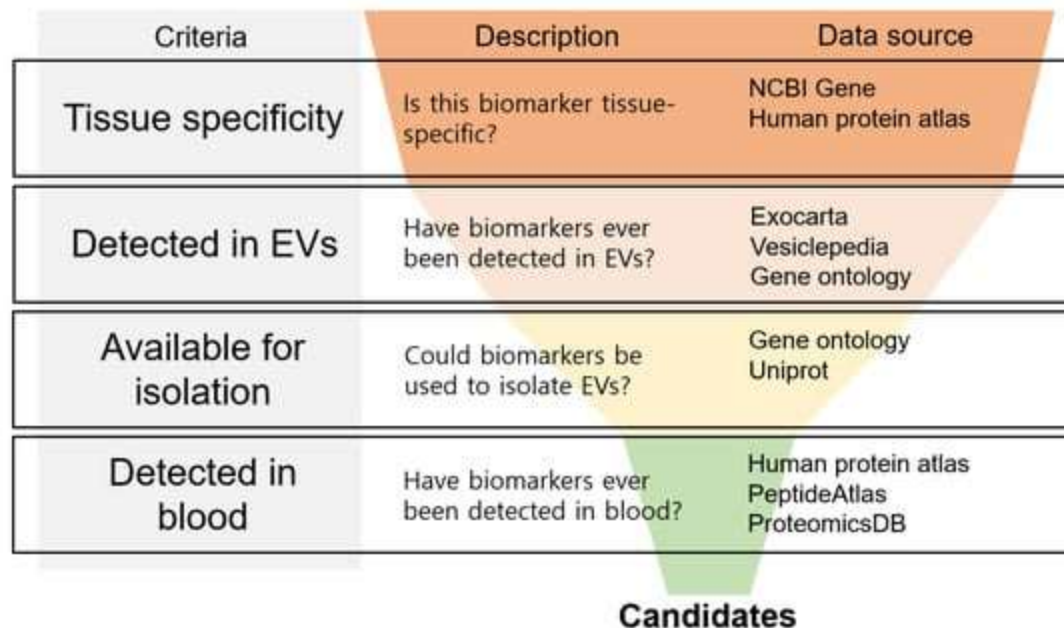 Criteria Description Data source
Tissue specificity
Is this biomarker tissue-
specific?
NCBI Gene
Human protein atlas
Detected in EVs
Have biomarkers ever
been detected in EVs?
Exocarta
Vesiclepedia
Gene ontology
Available for
isolation
Could biomarkers be
used to isolate EVs?
Gene ontology
Uniprot
Detected in
blood
Have biomarkers ever
been detected in blood?
Human protein atlas
PeptideAtlas
ProteomicsDB
Candidates